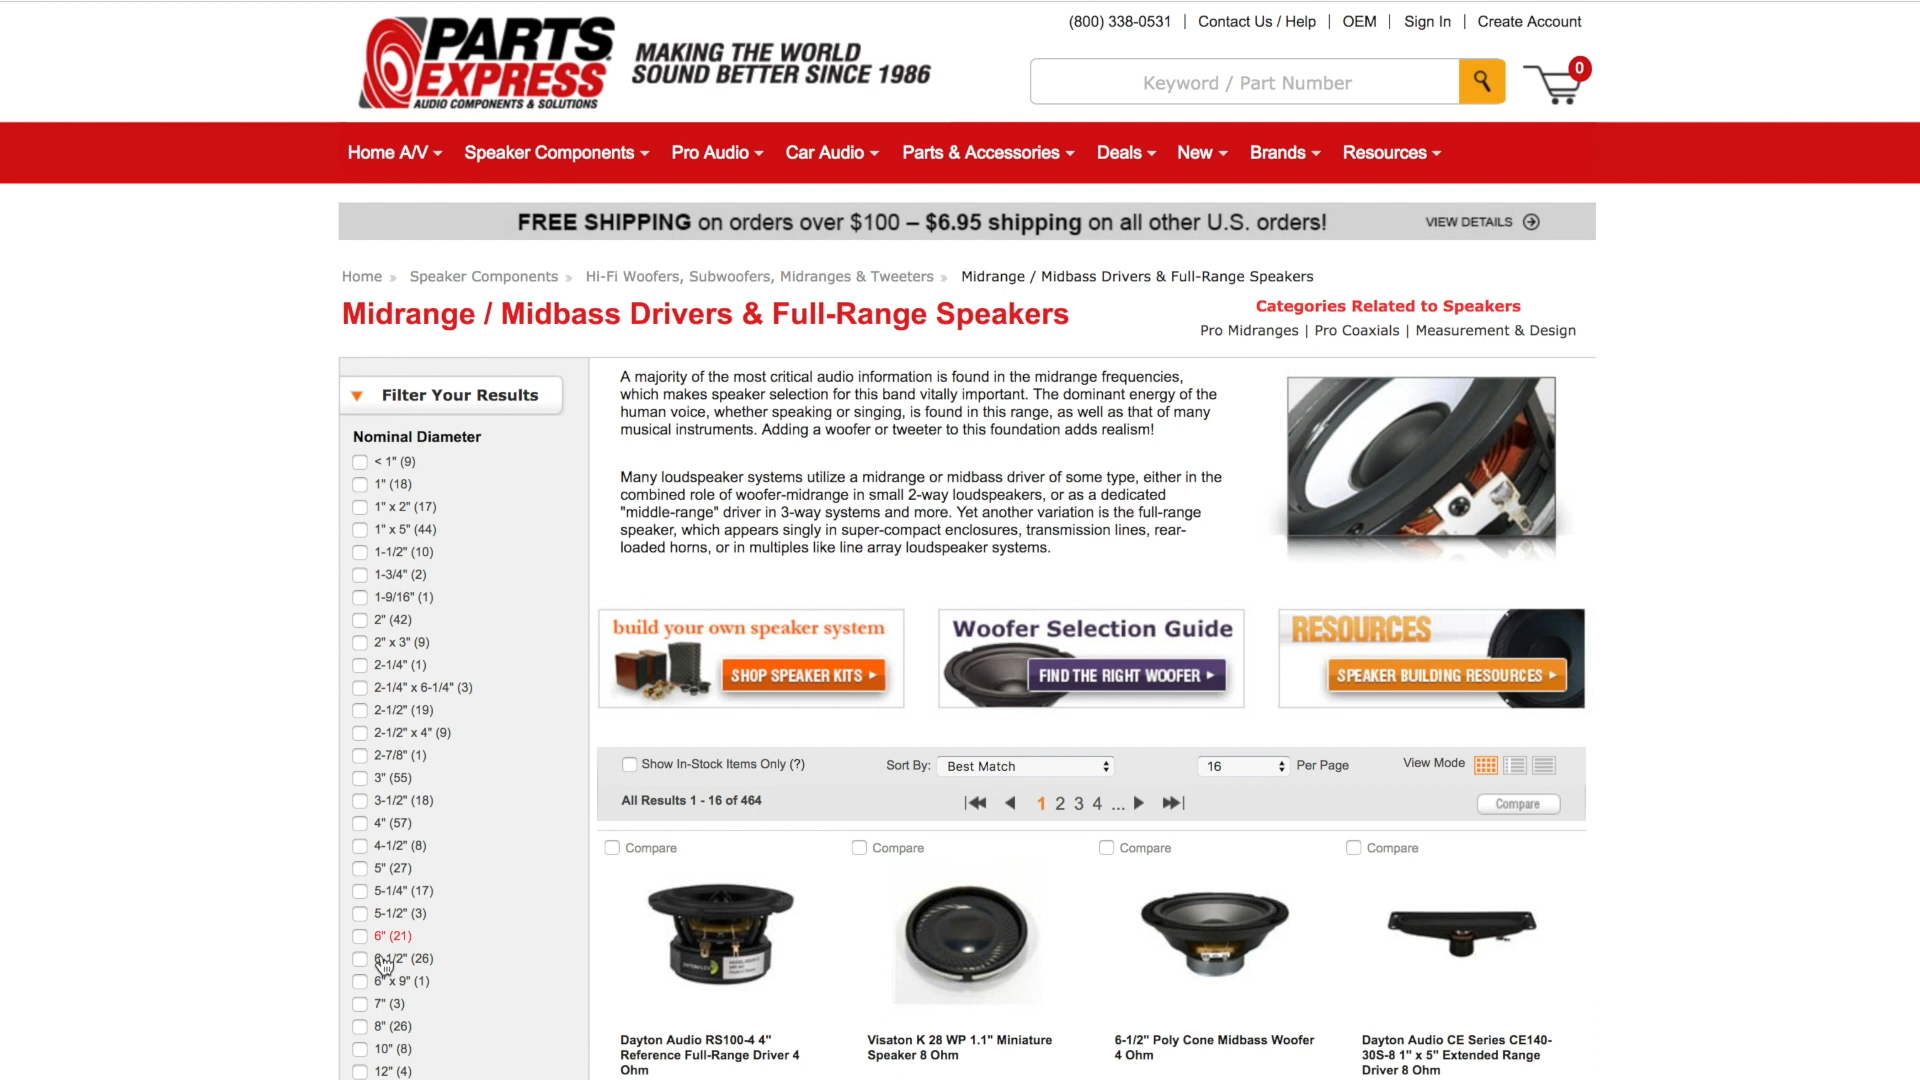 PARTS
EXPRESS
AUDIO COMPONENTS & SOLUTIONS
MAKING THE WORLD
SOUND BETTER SINCE 1986
(800) 338-0531 | Contact Us / Help | OEM | Sign In | Create Account
Keyword / Part Number
0
Home A/V Speaker Components Pro Audio Car Audio Parts & Accessories Deals New Brands Resources
FREE SHIPPING on orders over $100 – $6.95 shipping on all other U.S. orders! VIEW DETAILS
Home » Speaker Components » Hi-Fi Woofers, Subwoofers, Midranges & Tweeters » Midrange / Midbass Drivers & Full-Range Speakers
Midrange / Midbass Drivers & Full-Range Speakers
Categories Related to Speakers
Pro Midranges | Pro Coaxials | Measurement & Design
Filter Your Results
Nominal Diameter
< 1" (9)
1" (18)
1" x 2" (17)
1" x 5" (44)
1-1/2" (10)
1-3/4" (2)
1-9/16" (1)
2" (42)
2" x 3" (9)
2-1/4" (1)
2-1/4" x 6-1/4" (3)
2-1/2" (19)
2-1/2" x 4" (9)
2-7/8" (1)
3" (55)
3-1/2" (18)
4" (57)
4-1/2" (8)
5" (27)
5-1/4" (17)
5-1/2" (3)
6" (21)
6-1/2" (26)
6" x 9" (1)
7" (3)
8" (26)
10" (8)
12" (4)
A majority of the most critical audio information is found in the midrange frequencies,
which makes speaker selection for this band vitally important. The dominant energy of the
human voice, whether speaking or singing, is found in this range, as well as that of many
musical instruments. Adding a woofer or tweeter to this foundation adds realism!
Many loudspeaker systems utilize a midrange or midbass driver of some type, either in the
combined role of woofer-midrange in small 2-way loudspeakers, or as a dedicated
"middle-range" driver in 3-way systems and more. Yet another variation is the full-range
speaker, which appears singly in super-compact enclosures, transmission lines, rear-
loaded horns, or in multiples like line array loudspeaker systems.
build your own speaker system
SHOP SPEAKER KITS
Woofer Selection Guide
FIND THE RIGHT WOOFER
RESOURCES
SPEAKER BUILDING RESOURCES
Show In-Stock Items Only (?) Sort By: Best Match 16 Per Page View Mode
All Results 1 - 16 of 464 1 2 3 4 ... Compare
Compare Compare Compare Compare
Dayton Audio RS100-4 4"
Reference Full-Range Driver 4
Ohm
Visaton K 28 WP 1.1" Miniature
Speaker 8 Ohm
6-1/2" Poly Cone Midbass Woofer
4 Ohm
Dayton Audio CE Series CE140-
30S-8 1" x 5" Extended Range
Driver 8 Ohm